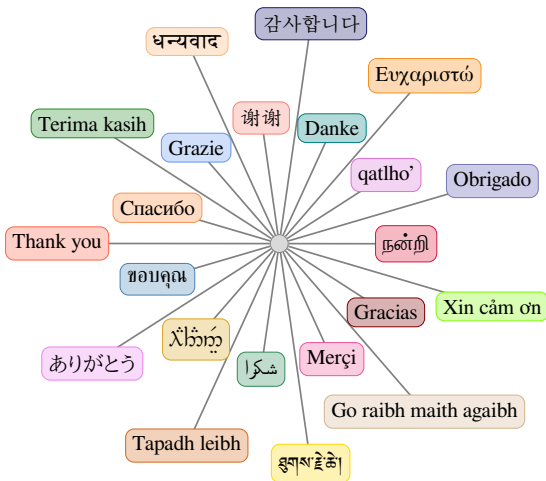 감사합니다
धन्यवाद
Ευχαριστώ
谢谢
Terima kasih
Danke
Grazie
qatlho’
Obrigado
Спасибо
Thank you
நன்றி
ขอบคุณ
Xin cảm ơn
Gracias
ありがとう
Merçi
شكرا
Go raibh maith agaibh
Tapadh leibh
ཐུགས་རྗེ་ཆེ།